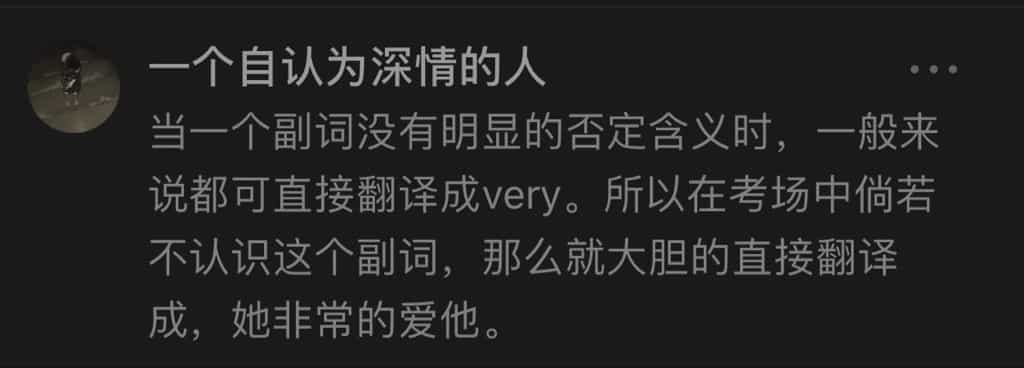 一个自认为深情的人
当一个副词没有明显的否定含义时，一般来
说都可直接翻译成very。所以在考场中倘若
不认识这个副词，那么就大胆的直接翻译
成，她非常的爱他。